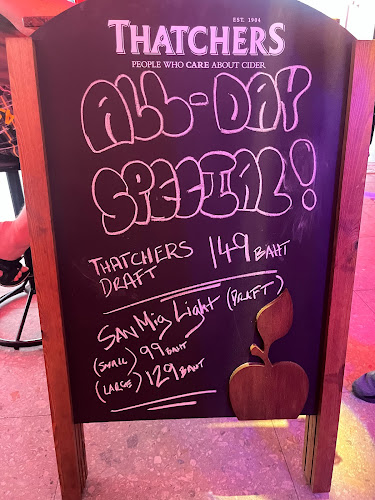 EST. 1904
THATCHERS
PEOPLE WHO CARE ABOUT CIDER
ALL-DAY
SPECIAL!
THATCHERS
DRAFT 149 BAHT
SAN MIG LIGHT (DRAFT)
(SMALL) 99 BAHT
(LARGE) 129 BAHT